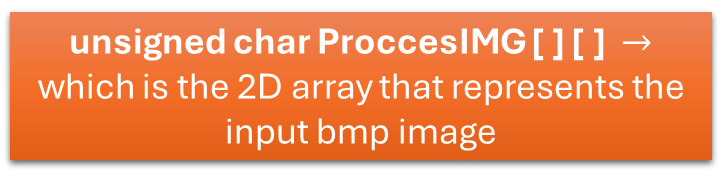 unsigned char ProccesIMG[ ][ ] →
which is the 2D array that represents the
input bmp image